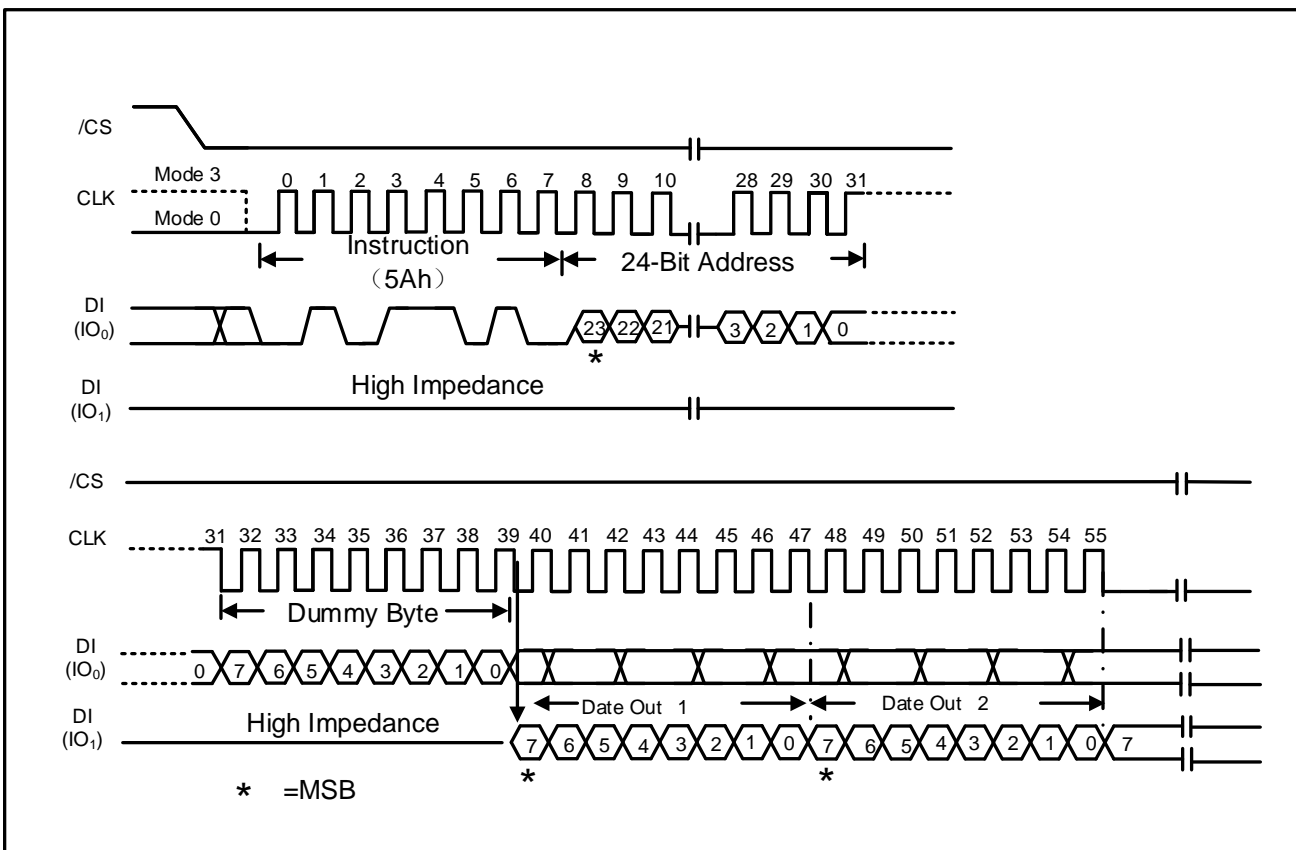 /CS
Mode 3
CLK
Mode 0
0 1 2 3 4 5 6 7 8 9 10 28 29 30 31
Instruction
（5Ah）
24-Bit Address
DI
(IO₀)
23 22 21 3 2 1 0
*
High Impedance
DI
(IO₁)
/CS
CLK
31 32 33 34 35 36 37 38 39 40 41 42 43 44 45 46 47 48 49 50 51 52 53 54 55
Dummy Byte
DI
(IO₀)
0 7 6 5 4 3 2 1 0
Date Out 1
Date Out 2
High Impedance
DI
(IO₁)
7 6 5 4 3 2 1 0 7 6 5 4 3 2 1 0 7
* *
* =MSB